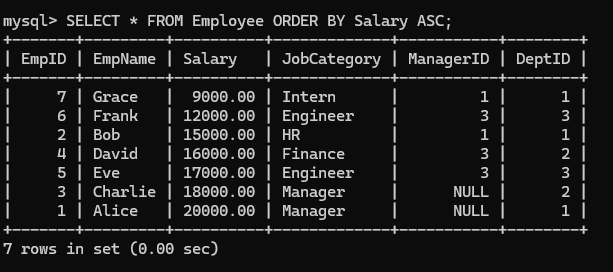 mysql> SELECT * FROM Employee ORDER BY Salary ASC;
+-------+---------+----------+-------------+-----------+--------+
| EmpID | EmpName | Salary   | JobCategory | ManagerID | DeptID |
+-------+---------+----------+-------------+-----------+--------+
|     7 | Grace   |  9000.00 | Intern      |         1 |      1 |
|     6 | Frank   | 12000.00 | Engineer    |         3 |      3 |
|     2 | Bob     | 15000.00 | HR          |         1 |      1 |
|     4 | David   | 16000.00 | Finance     |         3 |      2 |
|     5 | Eve     | 17000.00 | Engineer    |         3 |      3 |
|     3 | Charlie | 18000.00 | Manager     |      NULL |      2 |
|     1 | Alice   | 20000.00 | Manager     |      NULL |      1 |
+-------+---------+----------+-------------+-----------+--------+
7 rows in set (0.00 sec)